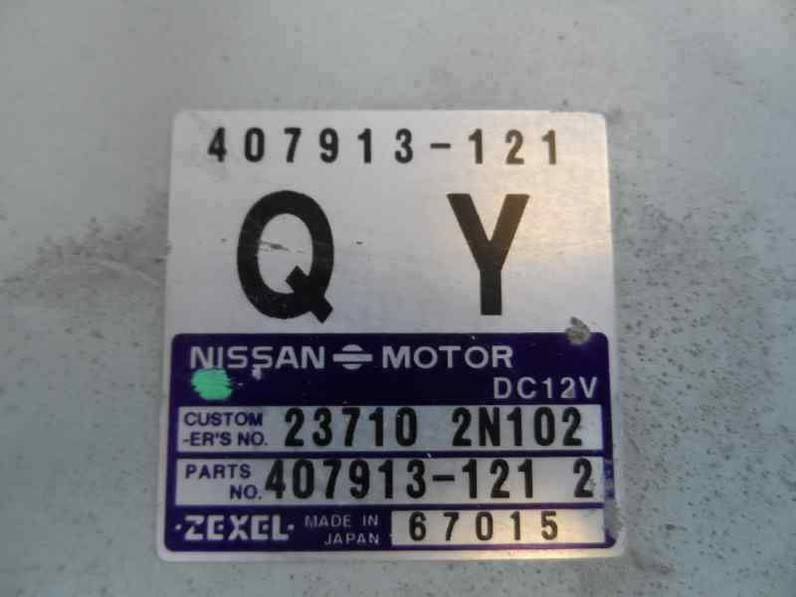 407913-121
Q Y
NISSAN MOTOR
DC12V
CUSTOM
-ER'S NO. 23710 2N102
PARTS
NO. 407913-121 2
·ZEXEL· MADE IN
JAPAN 67015